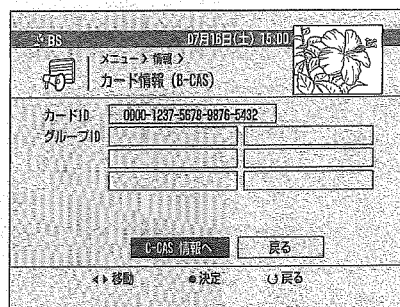 BS 07月16日(土) 15:00
メニュー > 情報 >
カード情報 (B-CAS)
カードID 0000-1237-5678-9876-5432
グループID
C-CAS 情報へ 戻る
移動 決定 戻る